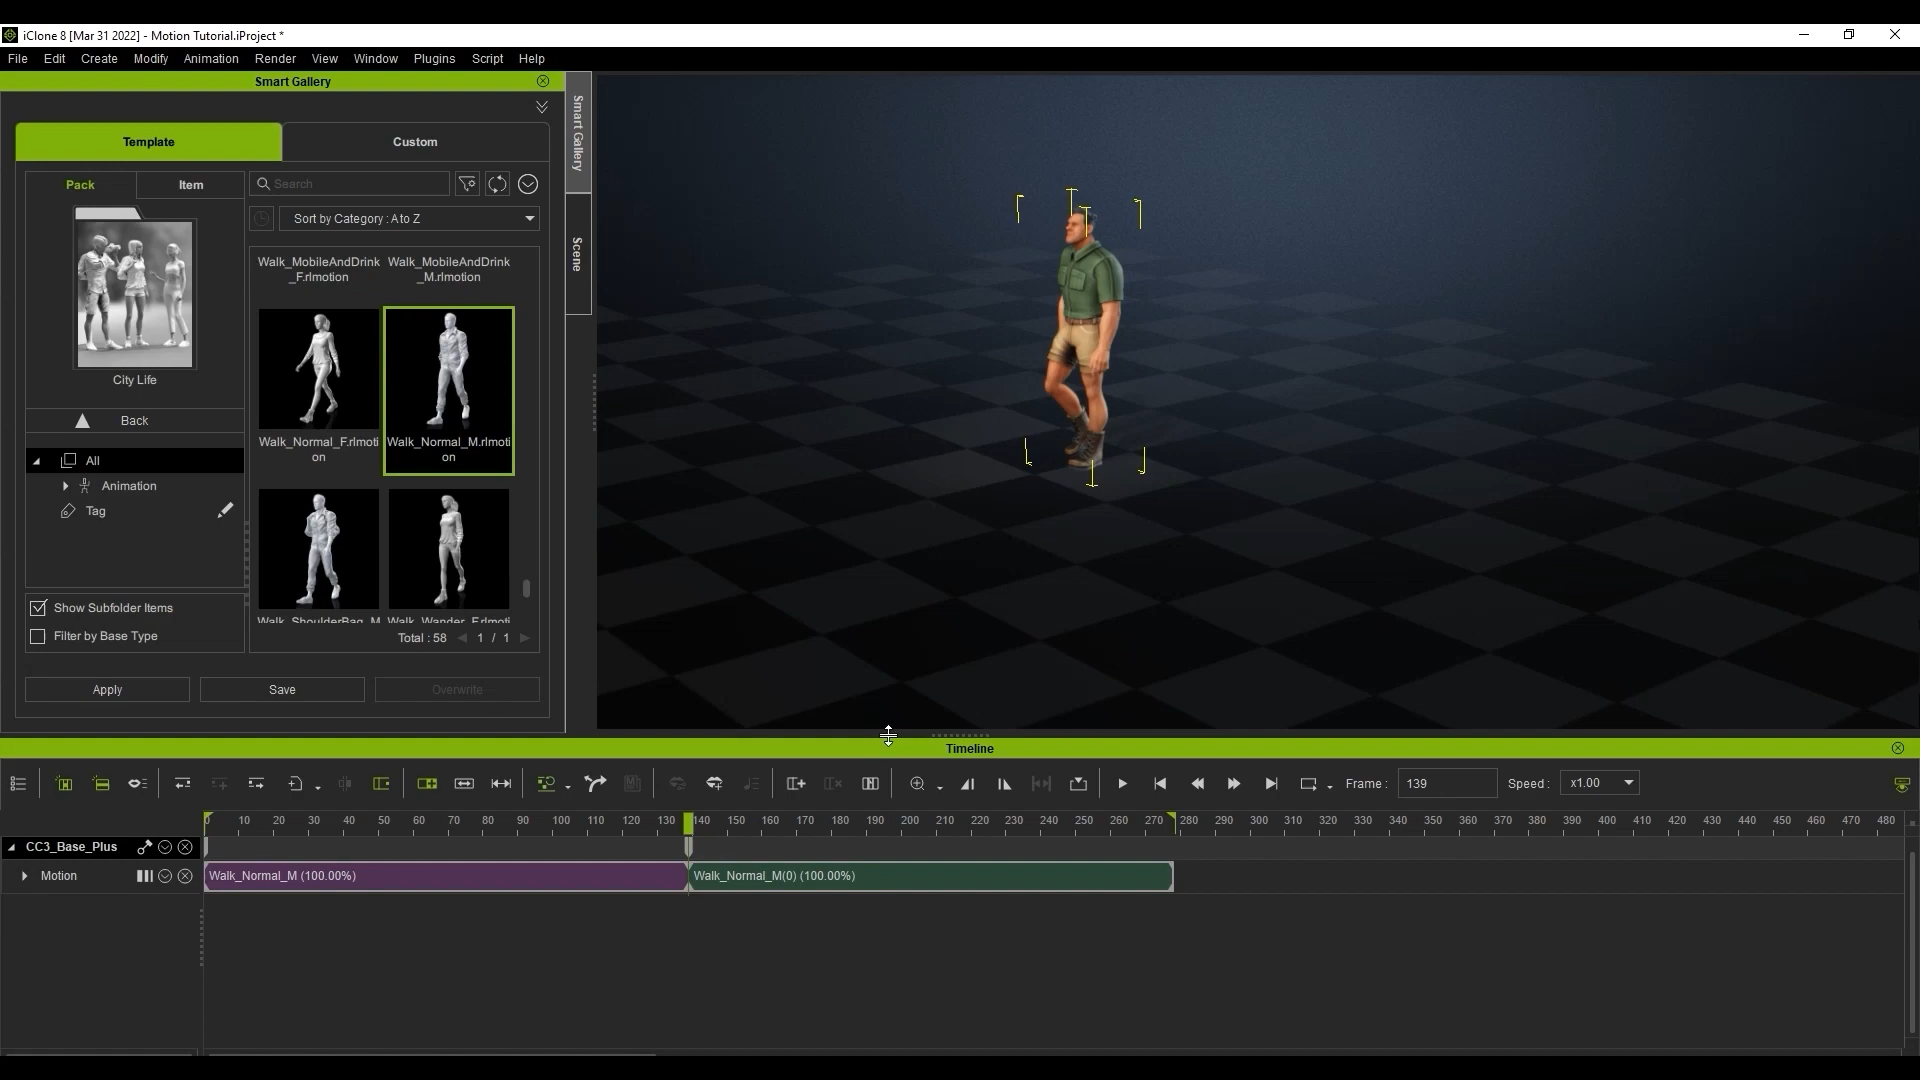 iClone 8 [Mar 31 2022] - Motion Tutorial.iProject *
File Edit Create Modify Animation Render View Window Plugins Script Help
Smart Gallery
Smart Gallery
Scene
Template Custom
Pack Item
Search
Sort by Category : A to Z
City Life
Back
All
Animation
Tag
Show Subfolder Items
Filter by Base Type
Walk_MobileAndDrink Walk_MobileAndDrink
_F.rlmotion _M.rlmotion
Walk_Normal_F.rlmoti Walk_Normal_M.rlmoti
on on
Walk_ShoulderBag_M Walk_Wander_F.rlmoti
Total : 58 1 / 1
Apply Save Overwrite
Timeline
Frame : 139 Speed : x1.00
0 10 20 30 40 50 60 70 80 90 100 110 120 130 140 150 160 170 180 190 200 210 220 230 240 250 260 270 280 290 300 310 320 330 340 350 360 370 380 390 400 410 420 430 440 450 460 470 480
CC3_Base_Plus
Motion
Walk_Normal_M (100.00%) Walk_Normal_M(0) (100.00%)